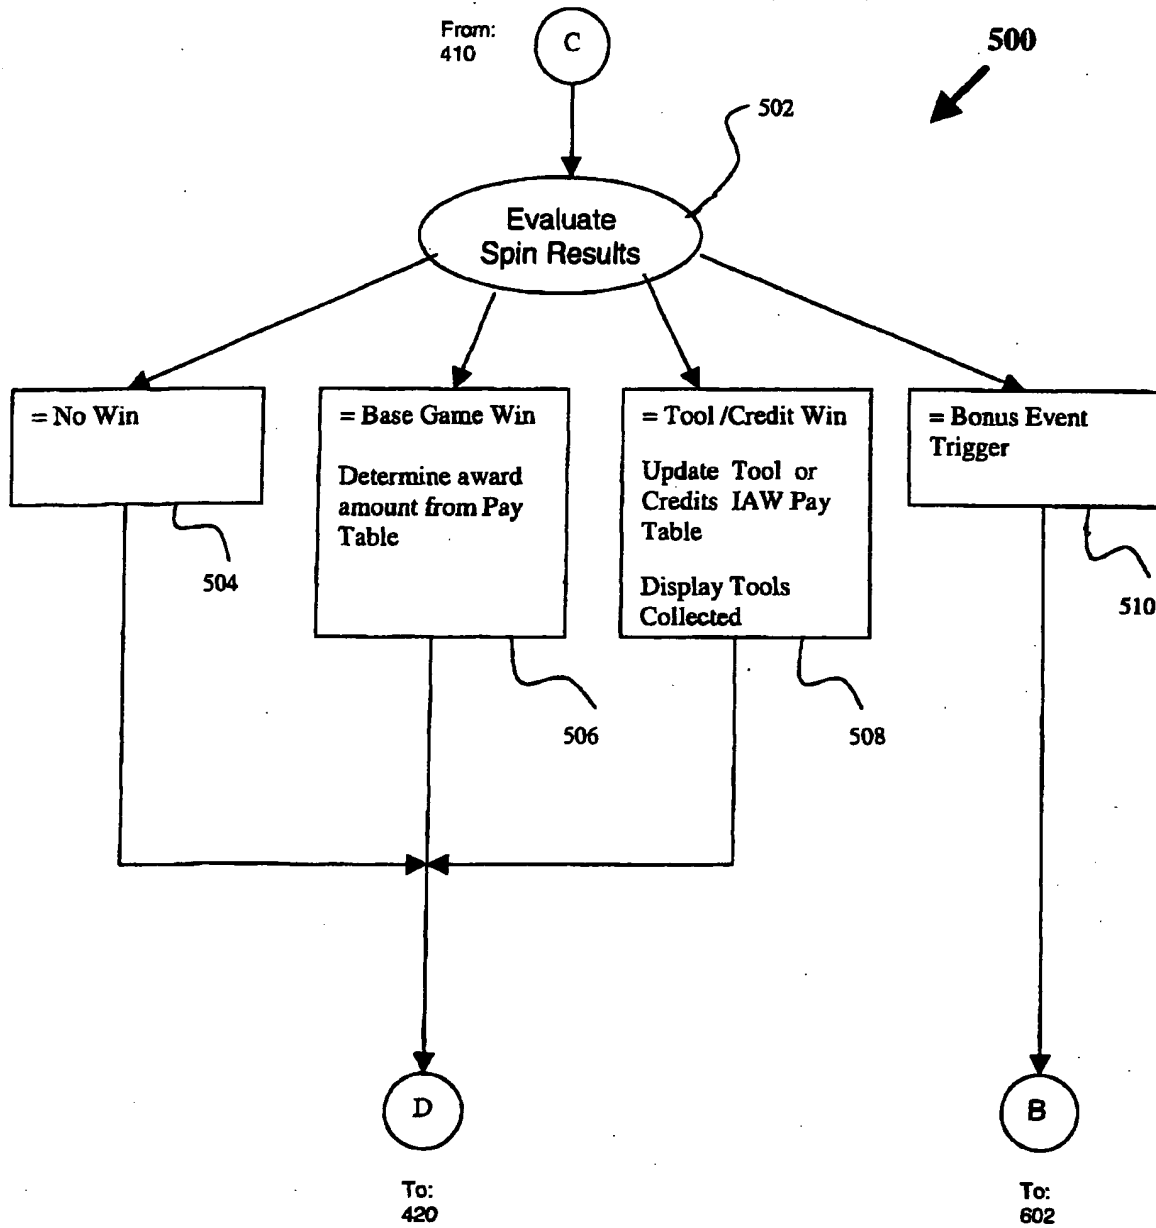 From:
410
C
500
502
Evaluate
Spin Results
= No Win
504
= Base Game Win
Determine award
amount from Pay
Table
506
= Tool /Credit Win
Update Tool or
Credits IAW Pay
Table
Display Tools
Collected
508
= Bonus Event
Trigger
510
D
To:
420
B
To:
602